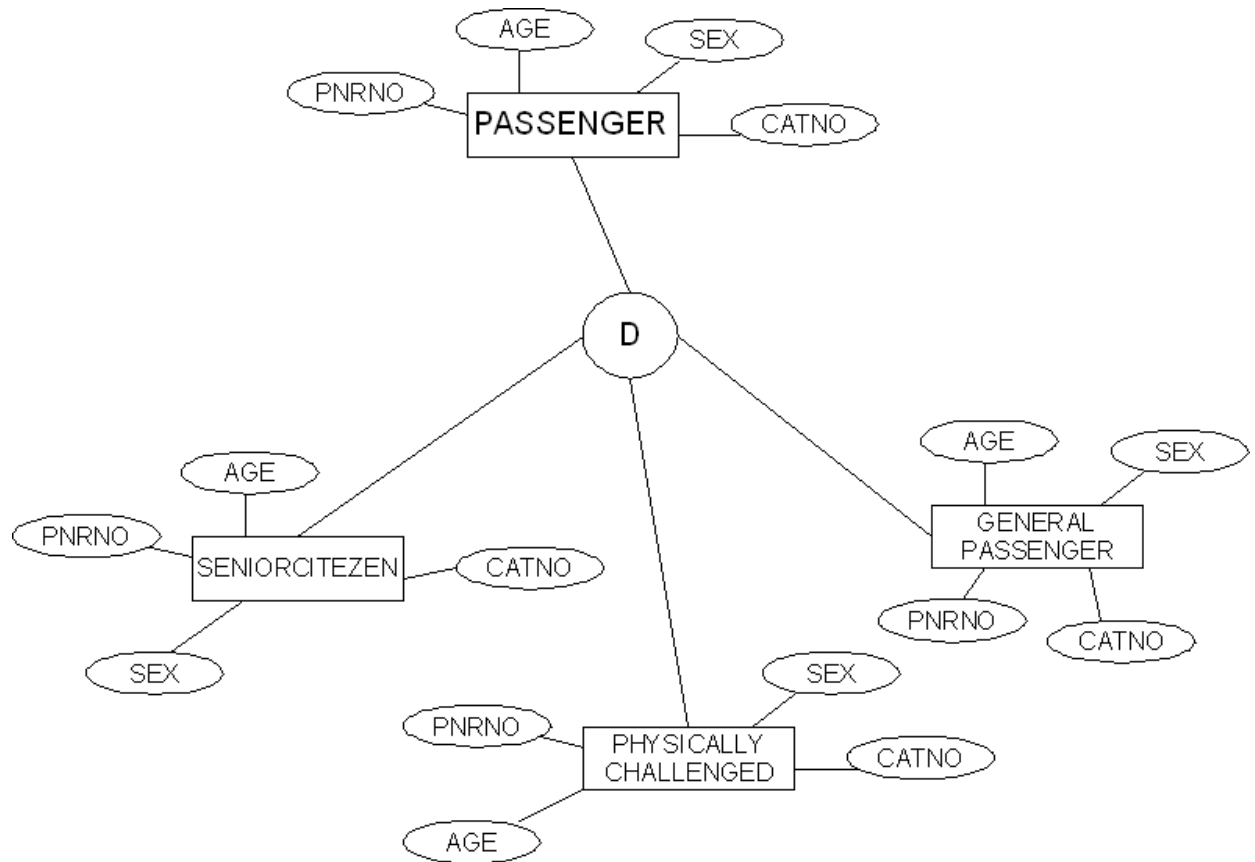 AGE
SEX
PNRNO
PASSENGER
CATNO
D
AGE
SEX
GENERAL
PASSENGER
PNRNO
CATNO
AGE
PNRNO
SENIORCITEZEN
CATNO
SEX
SEX
PNRNO
PHYSICALLY
CHALLENGED
CATNO
AGE